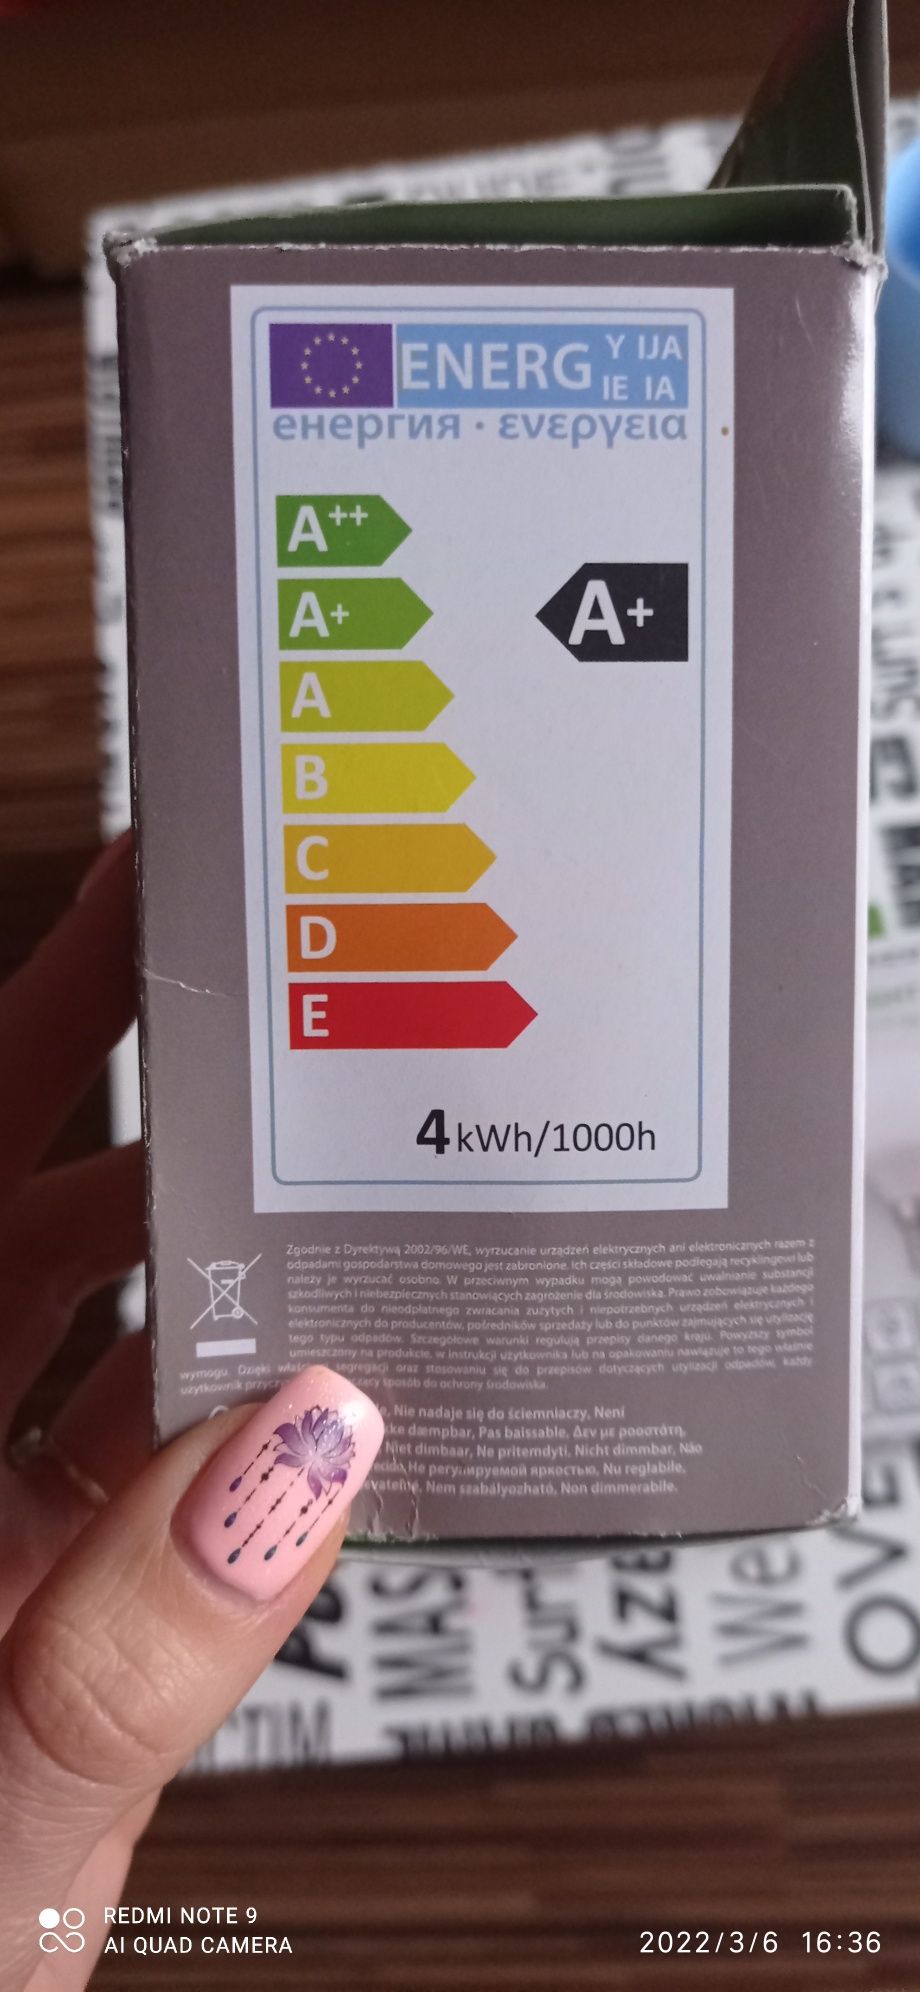 ENERG Y IJA
IE IA
енергия · ενεργεια
A++
A+
A+
A
B
C
D
E
4 kWh/1000h
Zgodnie z Dyrektywą 2002/96/WE, wyrzucanie urządzeń elektrycznych ani elektronicznych razem z
odpadami gospodarstwa domowego jest zabronione. Ich części składowe podlegają recyklingowi lub
należy je wyrzucać osobno. W przeciwnym wypadku mogą powodować uwalnianie substancji
szkodliwych i niebezpiecznych stanowiących zagrożenie dla środowiska. Prawo zobowiązuje każdego
konsumenta do nieodpłatnego zwracania zużytych i niepotrzebnych urządzeń elektrycznych i
elektronicznych do producentów, pośredników sprzedaży lub do punktów zajmujących się utylizację
tego typu odpadów. Szczegółowe warunki regulują przepisy danego kraju. Powyższy symbol
umieszczony na produkcie, w instrukcji użytkownika lub na opakowaniu nawiązuje to tego właśnie
wymogu. Dzięki segregacji oraz stosowaniu się do przepisów dotyczących utylizacji odpadów, każdy
użytkownik sposób do ochrony środowiska.
Nie nadaje się do ściemniaczy, Není
dæmpbar, Pas baissable, Δεν με ροοστάτη,
Niet dimbaar, Ne pritemdyti, Nicht dimmbar, Não
Не регулируемой яркостью, Nu reglabile,
Nem szabályozható, Non dimmerabile.
MAS
Surf
We
OVE
REDMI NOTE 9
AI QUAD CAMERA
2022/3/6 16:36